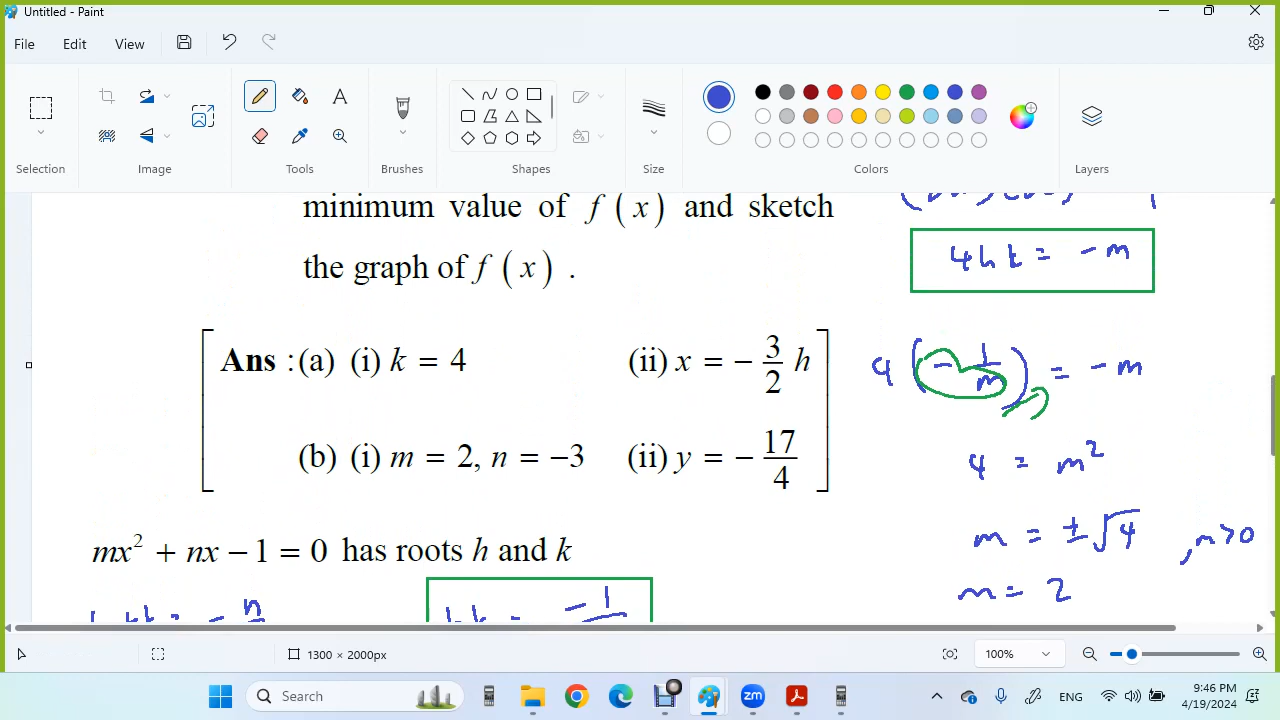 Untitled - Paint
File Edit View
Selection Image Tools Brushes Shapes Size Colors Layers
minimum value of f ( x ) and sketch
the graph of f ( x ) .
4hk = -m
Ans : (a) (i) k = 4 (ii) x = - 3/2 h
(b) (i) m = 2, n = -3 (ii) y = - 17/4
4 ( - 1/m ) = -m
4 = m²
m = ±√4 , m>0
m = 2
mx² + nx - 1 = 0 has roots h and k
1300 × 2000px
100%
Search
zm
ENG
9:46 PM
4/19/2024